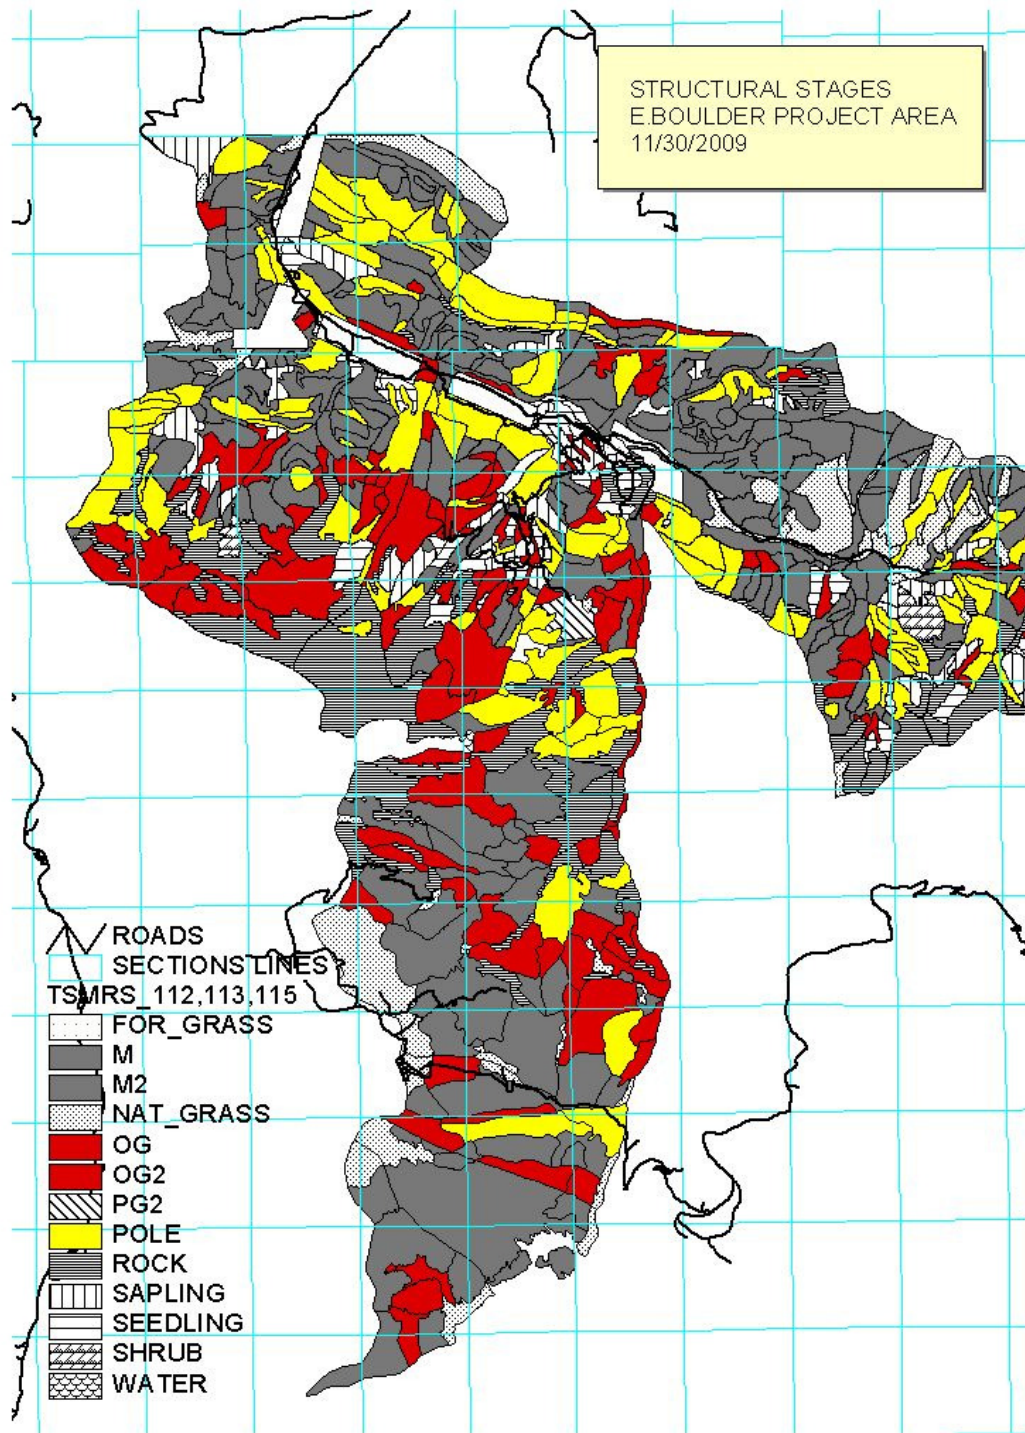 STRUCTURAL STAGES
E.BOULDER PROJECT AREA
11/30/2009
ROADS
SECTIONS LINES
TSMRS_112,113,115
FOR_GRASS
M
M2
NAT_GRASS
OG
OG2
PG2
POLE
ROCK
SAPLING
SEEDLING
SHRUB
WATER